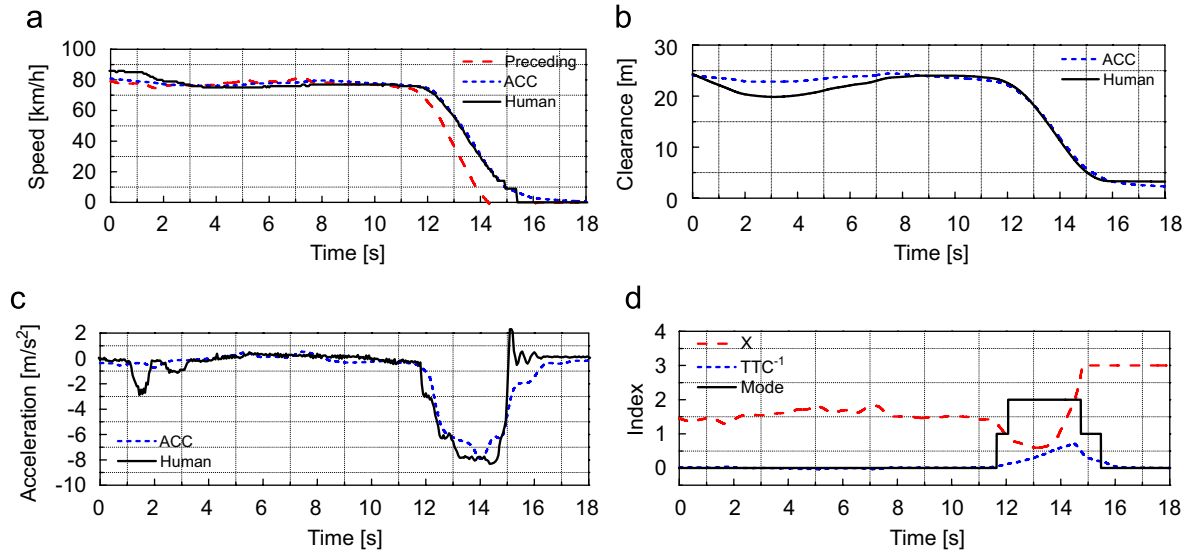 a
Speed [km/h]
100
80
60
40
20
0
Preceding
ACC
Human
0 2 4 6 8 10 12 14 16 18
Time [s]
b
Clearance [m]
30
20
10
0
ACC
Human
0 2 4 6 8 10 12 14 16 18
Time [s]
c
Acceleration [m/s²]
2
0
-2
-4
-6
-8
-10
ACC
Human
0 2 4 6 8 10 12 14 16 18
Time [s]
d
Index
4
3
2
1
0
X
TTC⁻¹
Mode
0 2 4 6 8 10 12 14 16 18
Time [s]